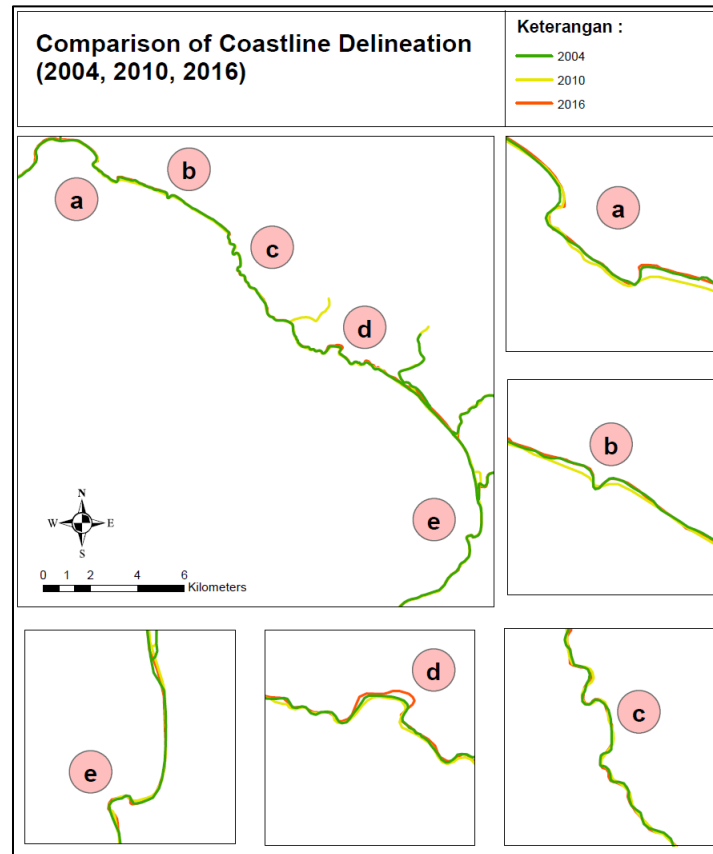 Comparison of Coastline Delineation
(2004, 2010, 2016)
Keterangan :
2004
2010
2016
a
b
c
d
e
N
W E
S
0 1 2 4 6
Kilometers
a
b
e
d
c